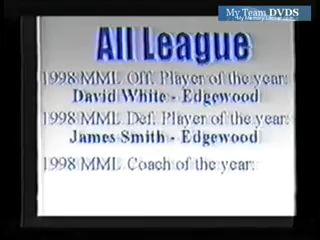 My Team DVDS
All League
1998 MML Off. Player of the year:
David White - Edgewood
1998 MML Def. Player of the year:
James Smith - Edgewood
1998 MML Coach of the year: